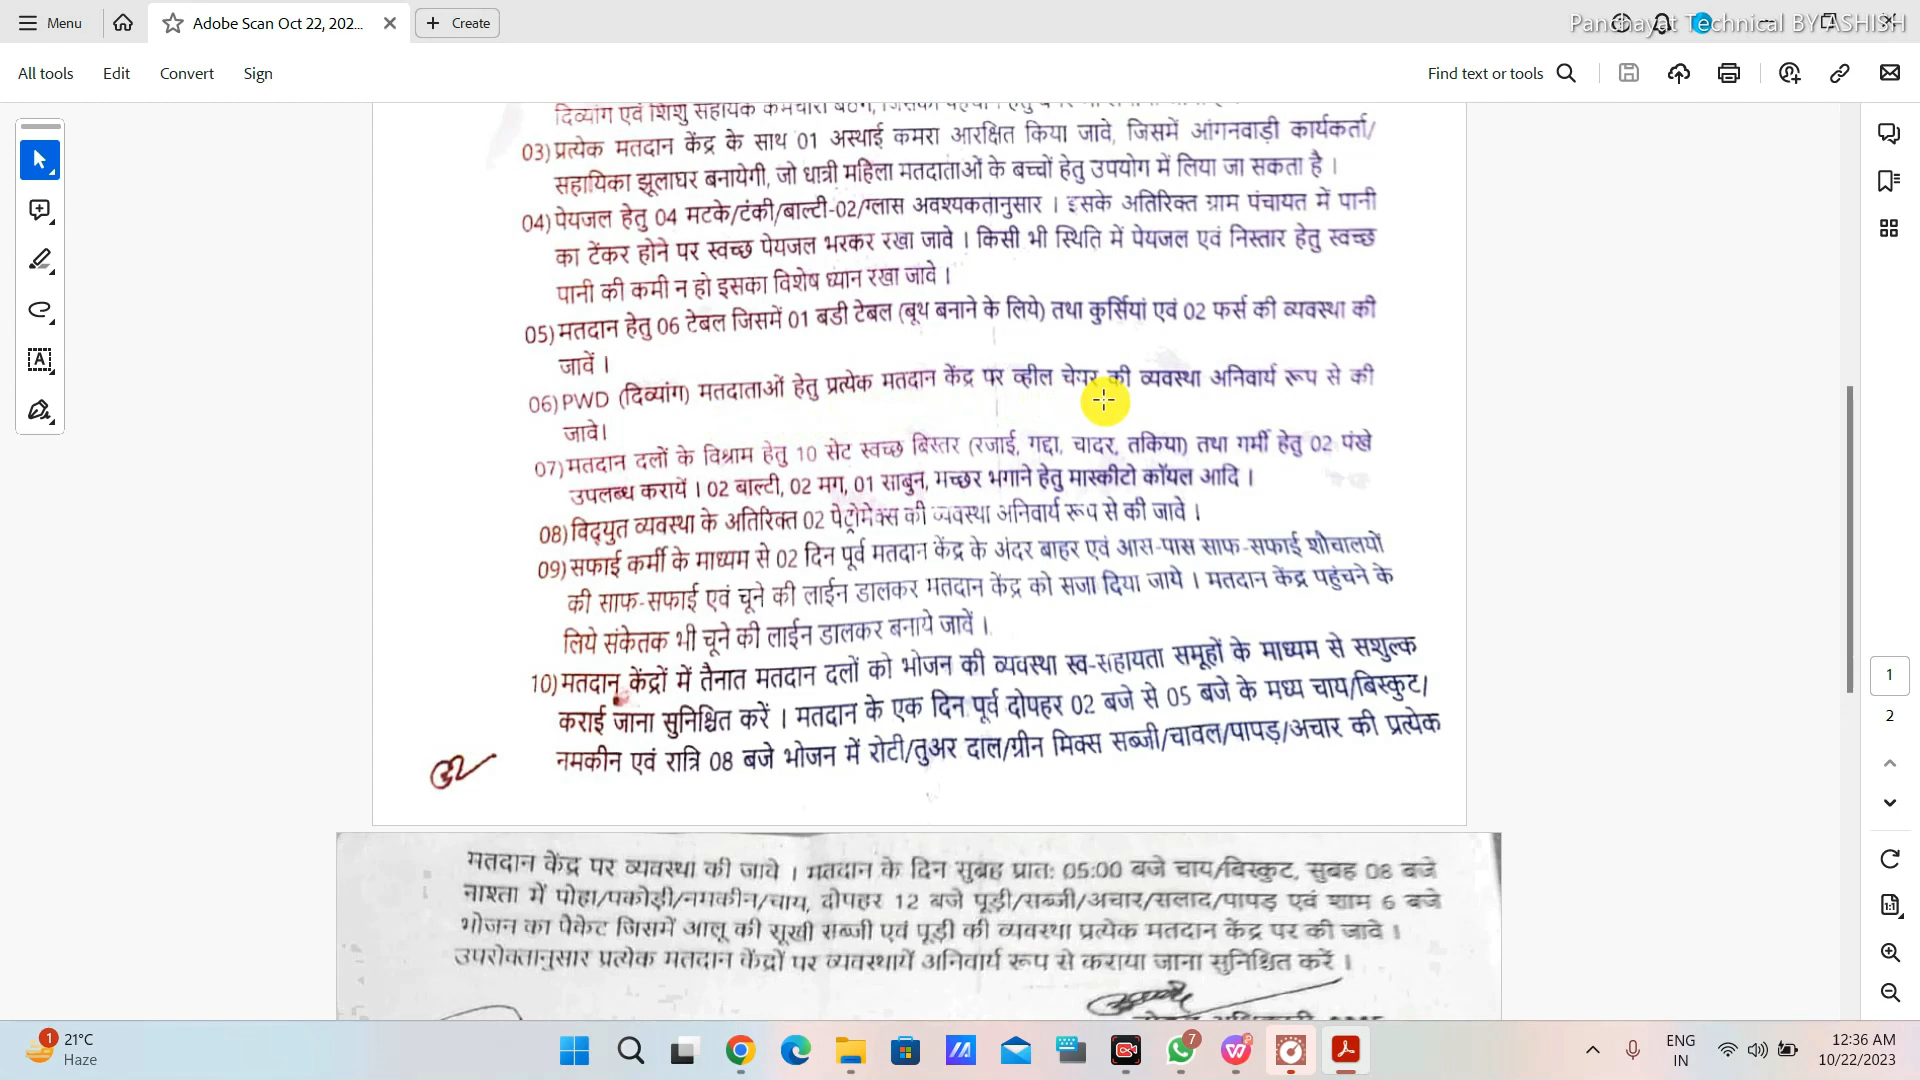 Menu
Adobe Scan Oct 22, 202...
Create
Panchayat Technical BY ASHISH
All tools
Edit
Convert
Sign
Find text or tools
दिव्यांग एवं शिशु सहायक कर्मचारी
03) प्रत्येक मतदान केंद्र के साथ 01 अस्थाई कमरा आरक्षित किया जावे, जिसमें आंगनवाड़ी कार्यकर्ता/
सहायिका झूलाघर बनायेगी, जो धात्री महिला मतदाताओं के बच्चों हेतु उपयोग में लिया जा सकता है ।
04) पेयजल हेतु 04 मटके/टंकी/बाल्टी-02/ग्लास अवश्यकतानुसार । इसके अतिरिक्त ग्राम पंचायत में पानी
का टेंकर होने पर स्वच्छ पेयजल भरकर रखा जावे । किसी भी स्थिति में पेयजल एवं निस्तार हेतु स्वच्छ
पानी की कमी न हो इसका विशेष ध्यान रखा जावे ।
05) मतदान हेतु 06 टेबल जिसमें 01 बडी टेबल (बूथ बनाने के लिये) तथा कुर्सियां एवं 02 फर्स की व्यवस्था की
जावें ।
06) PWD (दिव्यांग) मतदाताओं हेतु प्रत्येक मतदान केंद्र पर व्हील चेयर की व्यवस्था अनिवार्य रूप से की
जावे।
07) मतदान दलों के विश्राम हेतु 10 सेट स्वच्छ बिस्तर (रजाई, गद्दा, चादर, तकिया) तथा गर्मी हेतु 02 पंखे
उपलब्ध करायें । 02 बाल्टी, 02 मग, 01 साबुन, मच्छर भगाने हेतु मास्कीटो कॉयल आदि ।
08) विद्युत व्यवस्था के अतिरिक्त 02 पेट्रोमेक्स की व्यवस्था अनिवार्य रूप से की जावे ।
09) सफाई कर्मी के माध्यम से 02 दिन पूर्व मतदान केंद्र के अंदर बाहर एवं आस-पास साफ-सफाई शौचालयों
की साफ-सफाई एवं चूने की लाईन डालकर मतदान केंद्र को सजा दिया जाये । मतदान केंद्र पहुंचने के
लिये संकेतक भी चूने की लाईन डालकर बनाये जावें ।
10) मतदान केंद्रों में तैनात मतदान दलों को भोजन की व्यवस्था स्व-सहायता समूहों के माध्यम से सशुल्क
कराई जाना सुनिश्चित करें । मतदान के एक दिन पूर्व दोपहर 02 बजे से 05 बजे के मध्य चाय/बिस्कुट/
नमकीन एवं रात्रि 08 बजे भोजन में रोटी/तुअर दाल/ग्रीन मिक्स सब्जी/चावल/पापड़/अचार की प्रत्येक
मतदान केंद्र पर व्यवस्था की जावे । मतदान के दिन सुबह प्रातः 05:00 बजे चाय/बिस्कुट, सुबह 08 बजे
नाश्ता में पोहा/पकोड़ी/नमकीन/चाय, दोपहर 12 बजे पूड़ी/सब्जी/अचार/सलाद/पापड़ एवं शाम 6 बजे
भोजन का पैकेट जिसमें आलू की सूखी सब्जी एवं पूड़ी की व्यवस्था प्रत्येक मतदान केंद्र पर की जावे ।
उपरोक्तानुसार प्रत्येक मतदान केंद्रों पर व्यवस्थायें अनिवार्य रूप से कराया जाना सुनिश्चित करें ।
1
2
1
21°C
Haze
7
ENG
IN
12:36 AM
10/22/2023